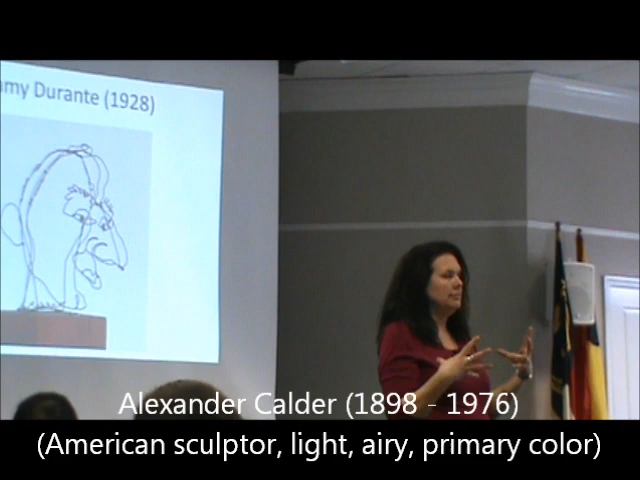 my Durante (1928)
Alexander Calder (1898 - 1976)
(American sculptor, light, airy, primary color)